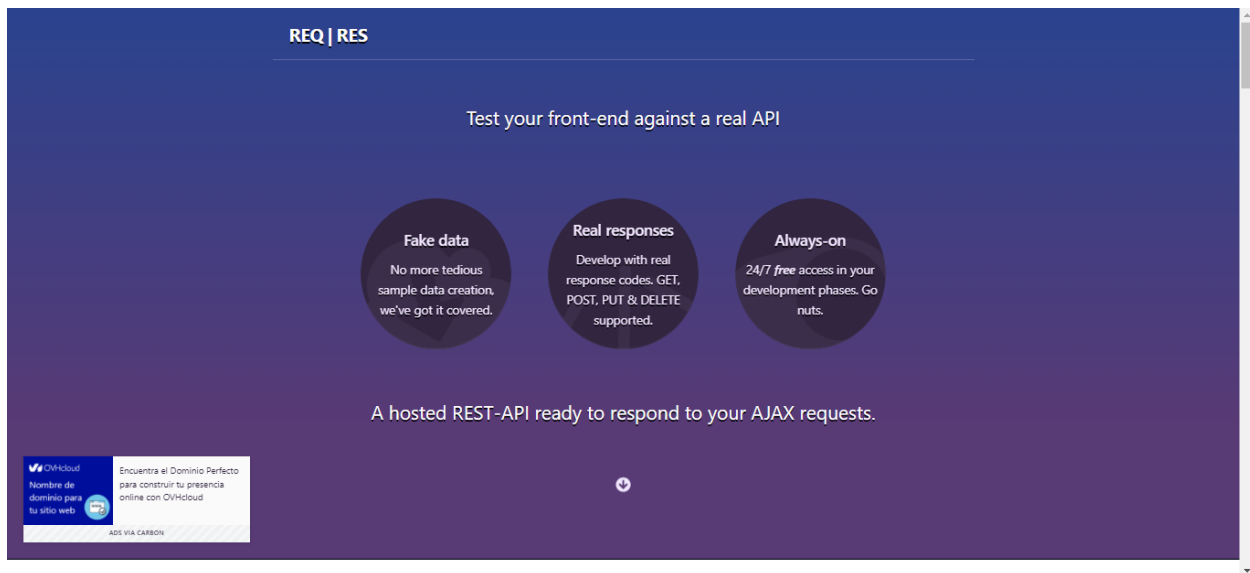 REQ | RES
Test your front-end against a real API
Fake data
No more tedious
sample data creation,
we've got it covered.
Real responses
Develop with real
response codes. GET,
POST, PUT & DELETE
supported.
Always-on
24/7 free access in your
development phases. Go
nuts.
A hosted REST-API ready to respond to your AJAX requests.
OVHcloud
Nombre de
dominio para
tu sitio web
Encuentra el Dominio Perfecto
para construir tu presencia
online con OVHcloud
ADS VIA CARBON